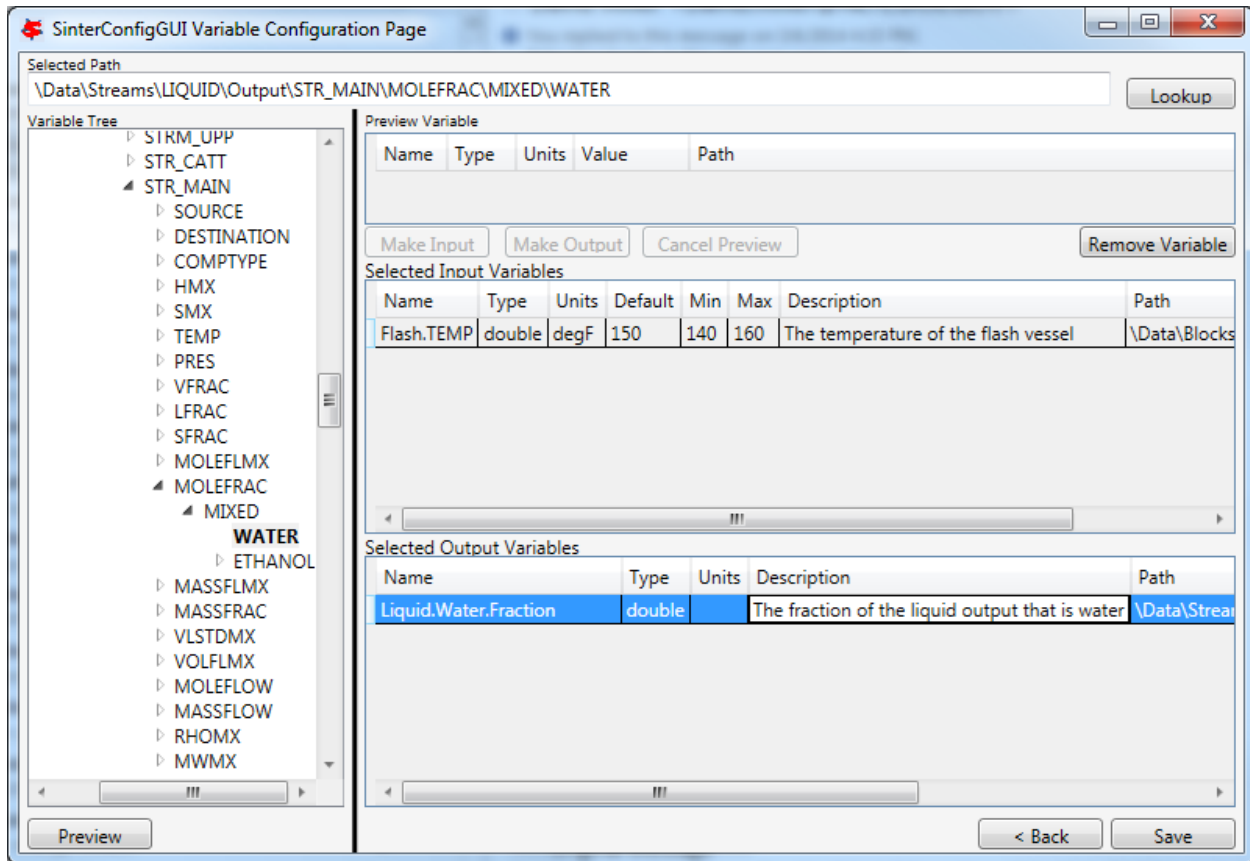 SinterConfigGUI Variable Configuration Page
Selected Path
\Data\Streams\LIQUID\Output\STR_MAIN\MOLEFRAC\MIXED\WATER
Lookup
Variable Tree
STRM_UPP
STR_CATT
STR_MAIN
SOURCE
DESTINATION
COMPTYPE
HMX
SMX
TEMP
PRES
VFRAC
LFRAC
SFRAC
MOLEFLMX
MOLEFRAC
MIXED
WATER
ETHANOL
MASSFLMX
MASSFRAC
VLSTDMX
VOLFLMX
MOLEFLOW
MASSFLOW
RHOMX
MWMX
Preview
Preview Variable
Name Type Units Value Path
Make Input Make Output Cancel Preview Remove Variable
Selected Input Variables
Name Type Units Default Min Max Description Path
Flash.TEMP double degF 150 140 160 The temperature of the flash vessel \Data\Blocks
Selected Output Variables
Name Type Units Description Path
Liquid.Water.Fraction double The fraction of the liquid output that is water \Data\Strear
< Back Save